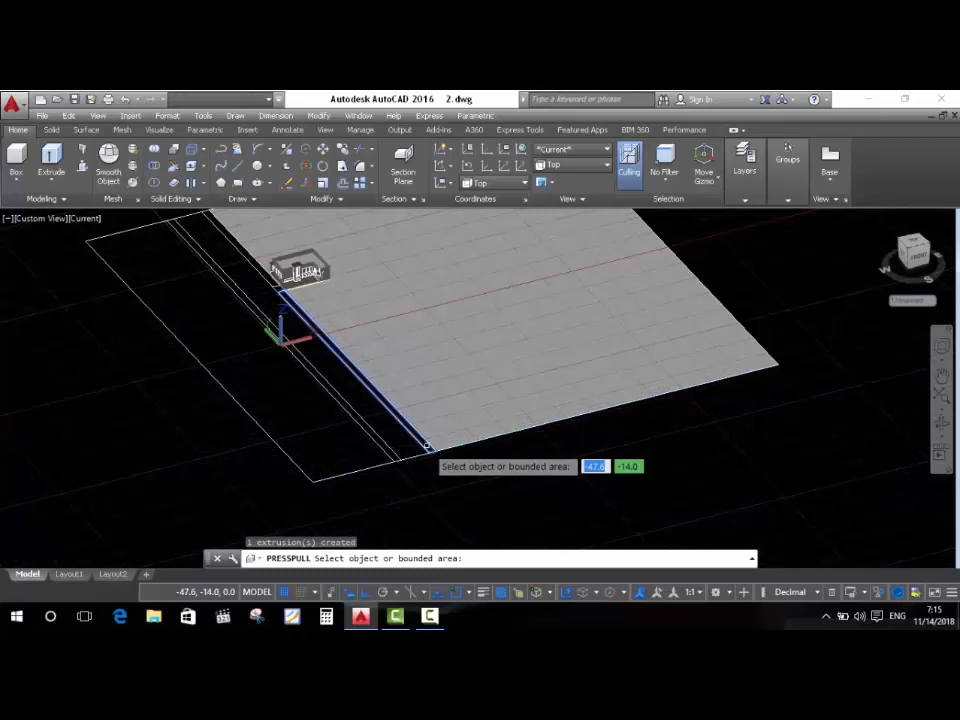 Autodesk AutoCAD 2016 2.dwg
Type a keyword or phrase
Sign In
File Edit View Insert Format Tools Draw Dimension Modify Window Help Express Parametric
Home Solid Surface Mesh Visualize Parametric Insert Annotate View Manage Output Add-ins A360 Express Tools Featured Apps BIM 360 Performance
Box Extrude Smooth Object Section Plane Culling No Filter Move Gizmo Layers Groups Base
*Current*
Top
Top
Modeling Mesh Solid Editing Draw Modify Section Coordinates View Selection View
[−][Custom View][Current]
FRONT
W S
Unnamed
Z
Select object or bounded area: -47.6 -14.0
1 extrusion(s) created
PRESSPULL Select object or bounded area:
Model Layout1 Layout2 +
-47.6, -14.0, 0.0 MODEL 1:1 Decimal
ENG
7:15
11/14/2018